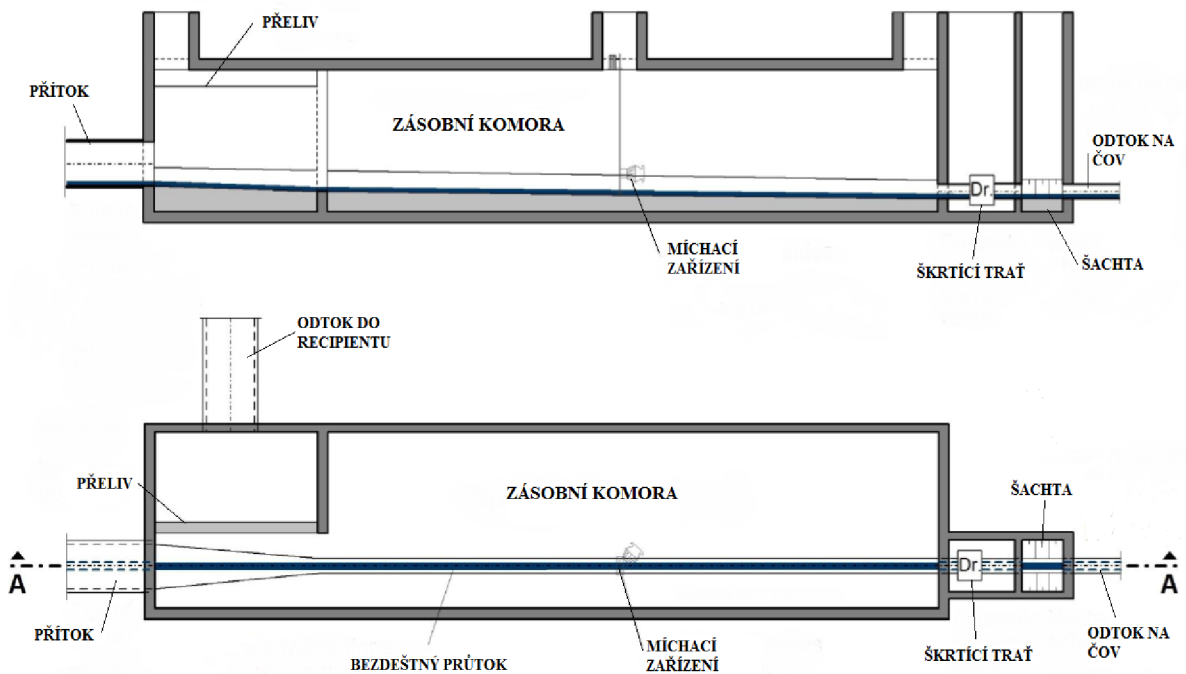 PŘELIV
PŘÍTOK
ZÁSOBNÍ KOMORA
ODTOK NA
ČOV
Dr.
MÍCHACÍ
ZAŘÍZENÍ
ŠKRTÍCÍ TRAŤ
ŠACHTA
ODTOK DO
RECIPIENTU
PŘELIV
ZÁSOBNÍ KOMORA
ŠACHTA
A
Dr.
A
PŘÍTOK
BEZDEŠTNÝ PRŮTOK
MÍCHACÍ
ZAŘÍZENÍ
ŠKRTÍCÍ TRAŤ
ODTOK NA
ČOV